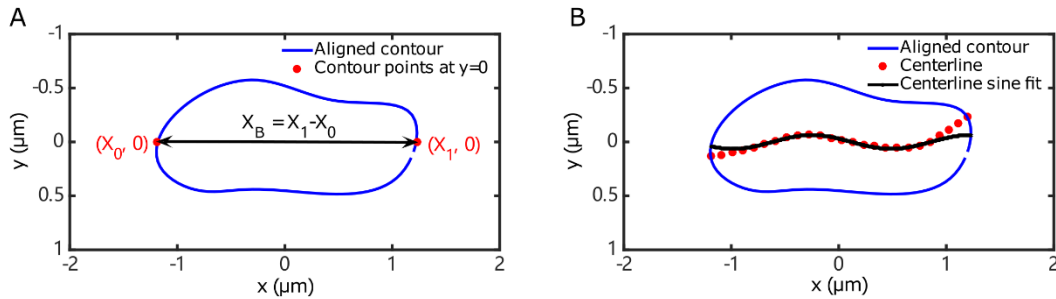 A
Aligned contour
Contour points at y=0
X_B = X_1-X_0
(X_0, 0)
(X_1, 0)
y (µm)
-1
-0.5
0
0.5
1
-2
-1
0
1
2
x (µm)
B
Aligned contour
Centerline
Centerline sine fit
y (µm)
-1
-0.5
0
0.5
1
-2
-1
0
1
2
x (µm)